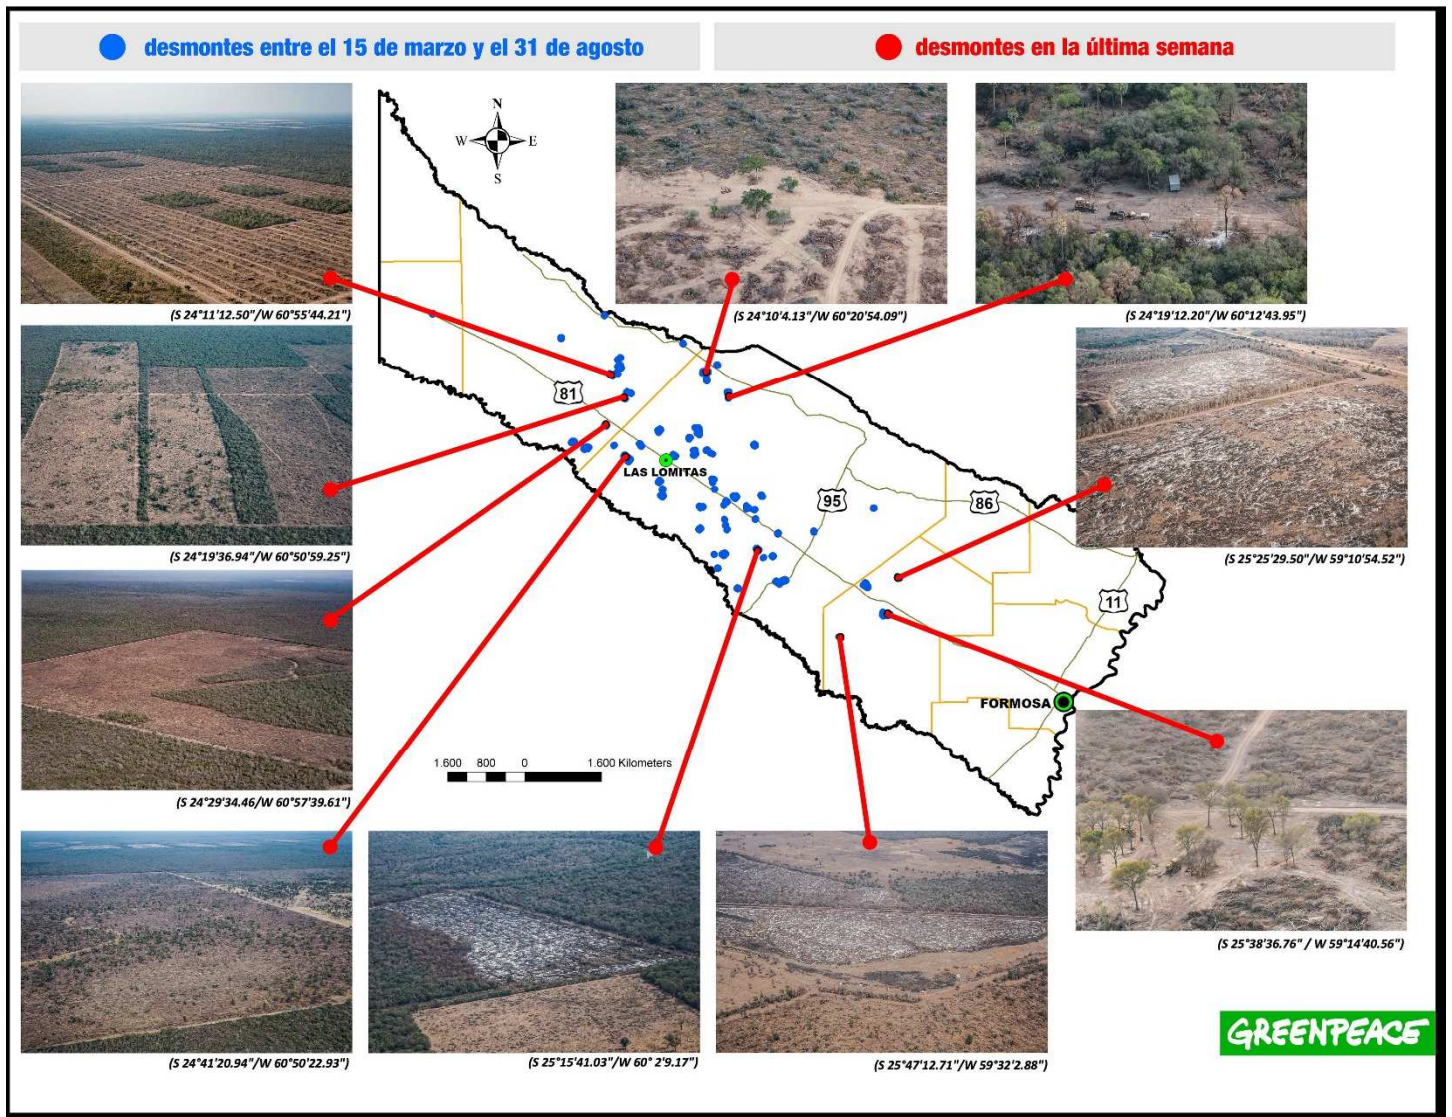 desmontes entre el 15 de marzo y el 31 de agosto
desmontes en la última semana
N
W E
S
(S 24°11'12.50"/W 60°55'44.21")
(S 24°10'4.13"/W 60°20'54.09")
(S 24°19'12.20"/W 60°12'43.95")
81
LAS LOMITAS
95
86
11
(S 24°19'36.94"/W 60°50'59.25")
(S 25°25'29.50"/W 59°10'54.52")
FORMOSA
1.600 800 0 1.600 Kilometers
(S 24°29'34.46/W 60°57'39.61")
(S 25°38'36.76" / W 59°14'40.56")
(S 24°41'20.94"/W 60°50'22.93")
(S 25°15'41.03"/W 60° 2'9.17")
(S 25°47'12.71"/W 59°32'2.88")
GREENPEACE